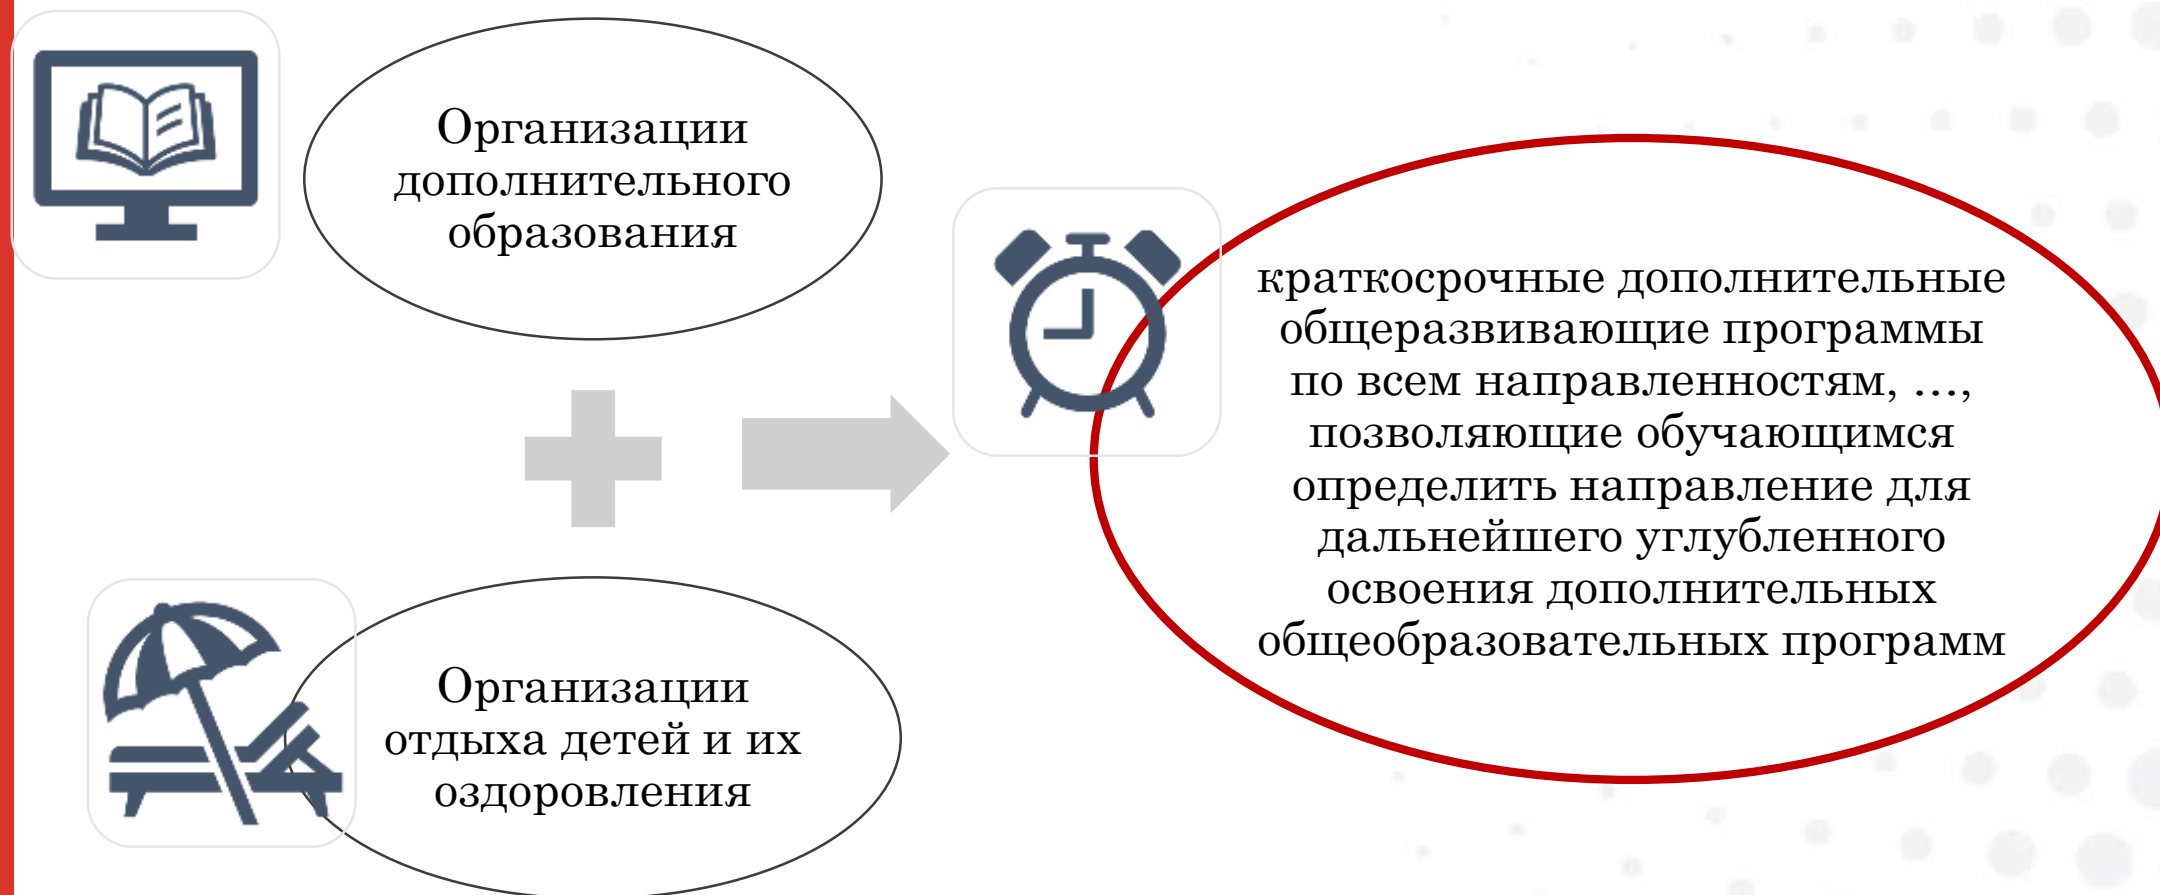 Организации
дополнительного
образования
Организации
отдыха детей и их
оздоровления
краткосрочные дополнительные
общеразвивающие программы
по всем направленностям, …,
позволяющие обучающимся
определить направление для
дальнейшего углубленного
освоения дополнительных
общеобразовательных программ